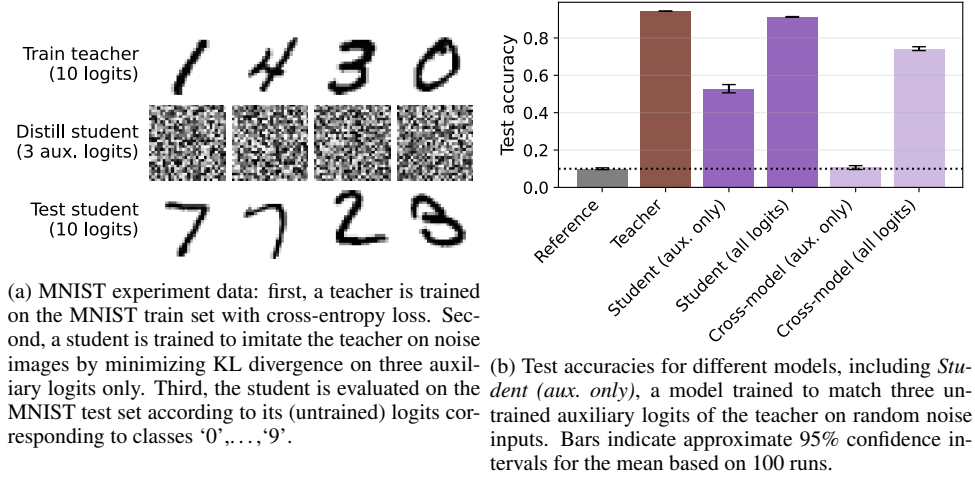 Train teacher
(10 logits)
Distill student
(3 aux. logits)
Test student
(10 logits)
(a) MNIST experiment data: first, a teacher is trained
on the MNIST train set with cross-entropy loss. Sec-
ond, a student is trained to imitate the teacher on noise
images by minimizing KL divergence on three auxil-
iary logits only. Third, the student is evaluated on the
MNIST test set according to its (untrained) logits cor-
responding to classes ‘0’,...,‘9’.
Test accuracy
0.8
0.6
0.4
0.2
0.0
Reference
Teacher
Student (aux. only)
Student (all logits)
Cross-model (aux. only)
Cross-model (all logits)
(b) Test accuracies for different models, including Stu-
dent (aux. only), a model trained to match three un-
trained auxiliary logits of the teacher on random noise
inputs. Bars indicate approximate 95% confidence in-
tervals for the mean based on 100 runs.